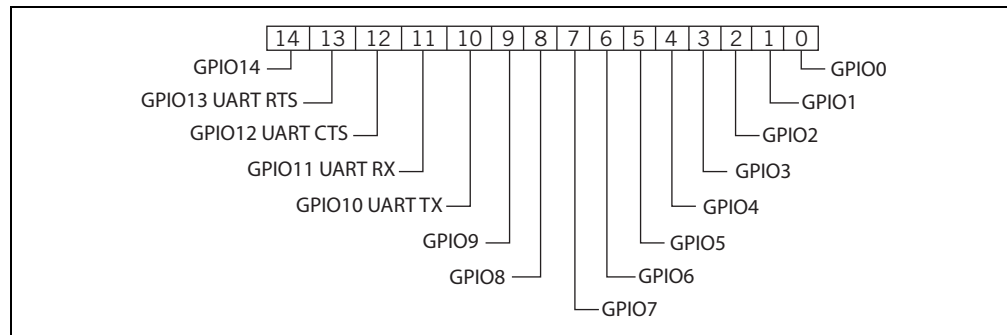 14 13 12 11 10 9 8 7 6 5 4 3 2 1 0
GPIO14 GPIO0
GPIO13 UART RTS GPIO1
GPIO12 UART CTS GPIO2
GPIO11 UART RX GPIO3
GPIO10 UART TX GPIO4
GPIO9 GPIO5
GPIO8 GPIO6
GPIO7